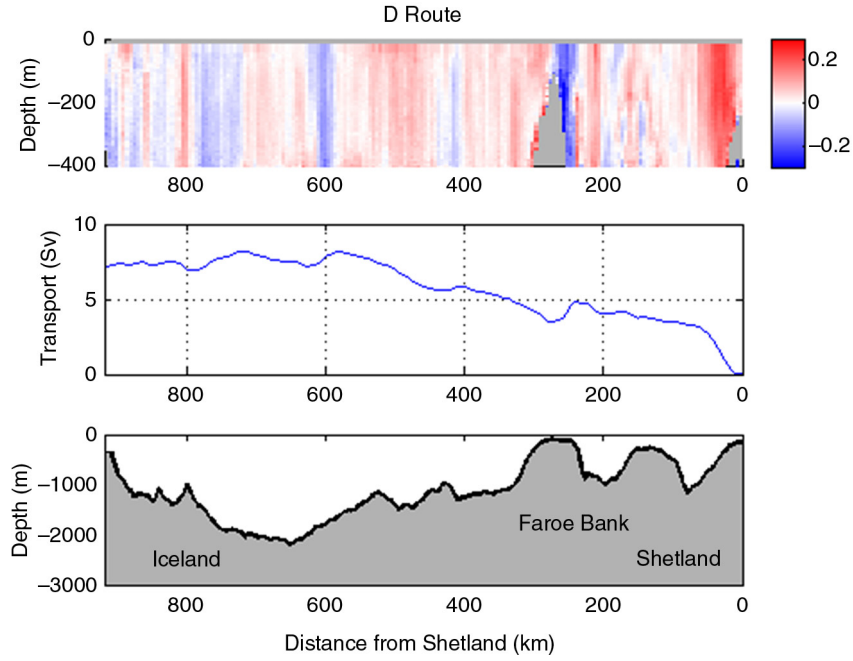 D Route
0
−200
−400
Depth (m)
800 600 400 200 0
0.2
0
−0.2
10
5
0
Transport (Sv)
800 600 400 200 0
0
−1000
−2000
−3000
Depth (m)
Faroe Bank
Iceland Shetland
800 600 400 200 0
Distance from Shetland (km)